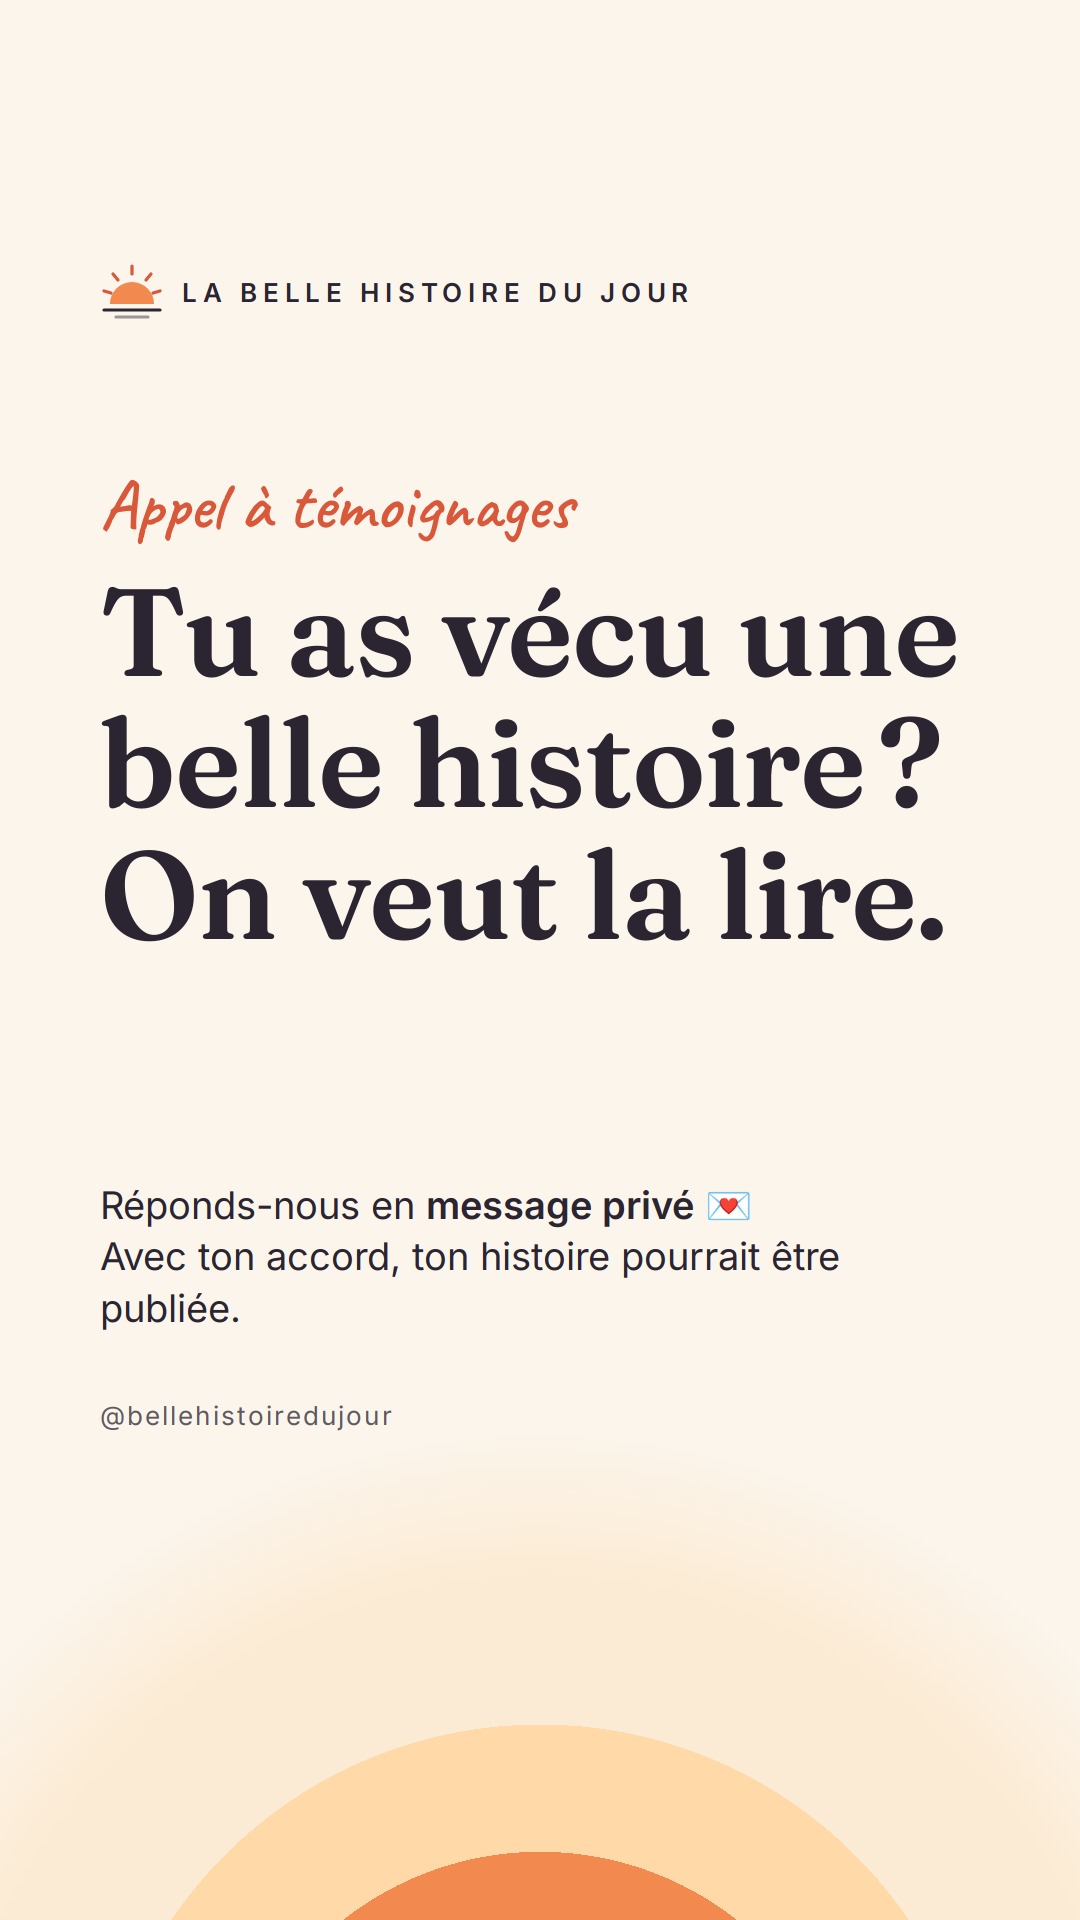 LA BELLE HISTOIRE DU JOUR
Appel à témoignages
Tu as vécu une
belle histoire ?
On veut la lire.
Réponds-nous en message privé 💌
Avec ton accord, ton histoire pourrait être
publiée.
@bellehistoiredujour